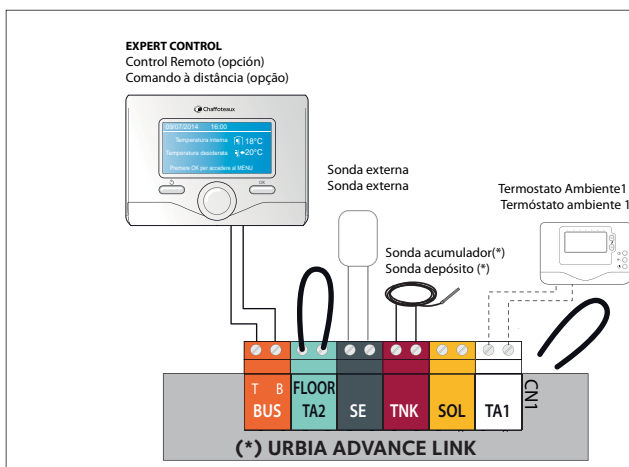 EXPERT CONTROL
Control Remoto (opción)
Comando à distância (opção)
Chaffoteaux
09/07/2014 16:00
Temperatura interna 18°C
Temperatura desiderata 20°C
Premere OK per accedere al MENU
OK
Sonda externa
Sonda externa
Sonda acumulador(*)
Sonda depósito (*)
Termostato Ambiente1
Termóstato ambiente 1
T B
BUS
FLOOR
TA2
SE
TNK
SOL
TA1
CN1
(*) URBIA ADVANCE LINK